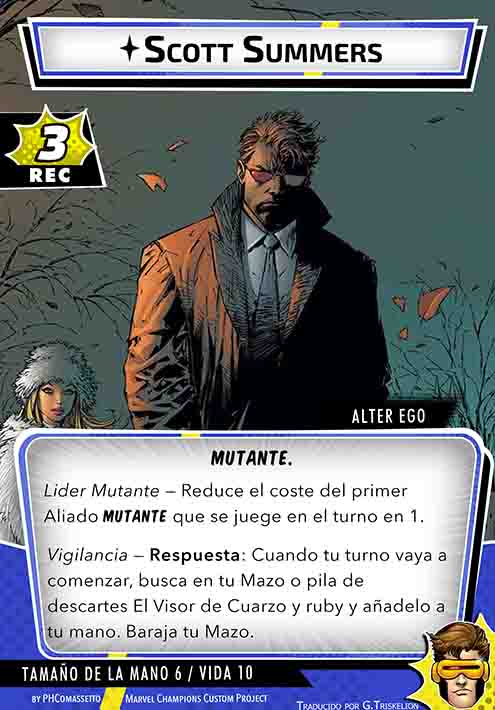 SCOTT SUMMERS
3
REC
ALTER EGO
MUTANTE.
Lider Mutante – Reduce el coste del primer
Aliado MUTANTE que se juege en el turno en 1.
Vigilancia – Respuesta: Cuando tu turno vaya a
comenzar, busca en tu Mazo o pila de
descartes El Visor de Cuarzo y ruby y añadelo a
tu mano. Baraja tu Mazo.
TAMAÑO DE LA MANO 6 / VIDA 10
BY PHCOMASSETTO MARVEL CHAMPIONS CUSTOM PROJECT
TRADUCIDO POR G.TRISKELION